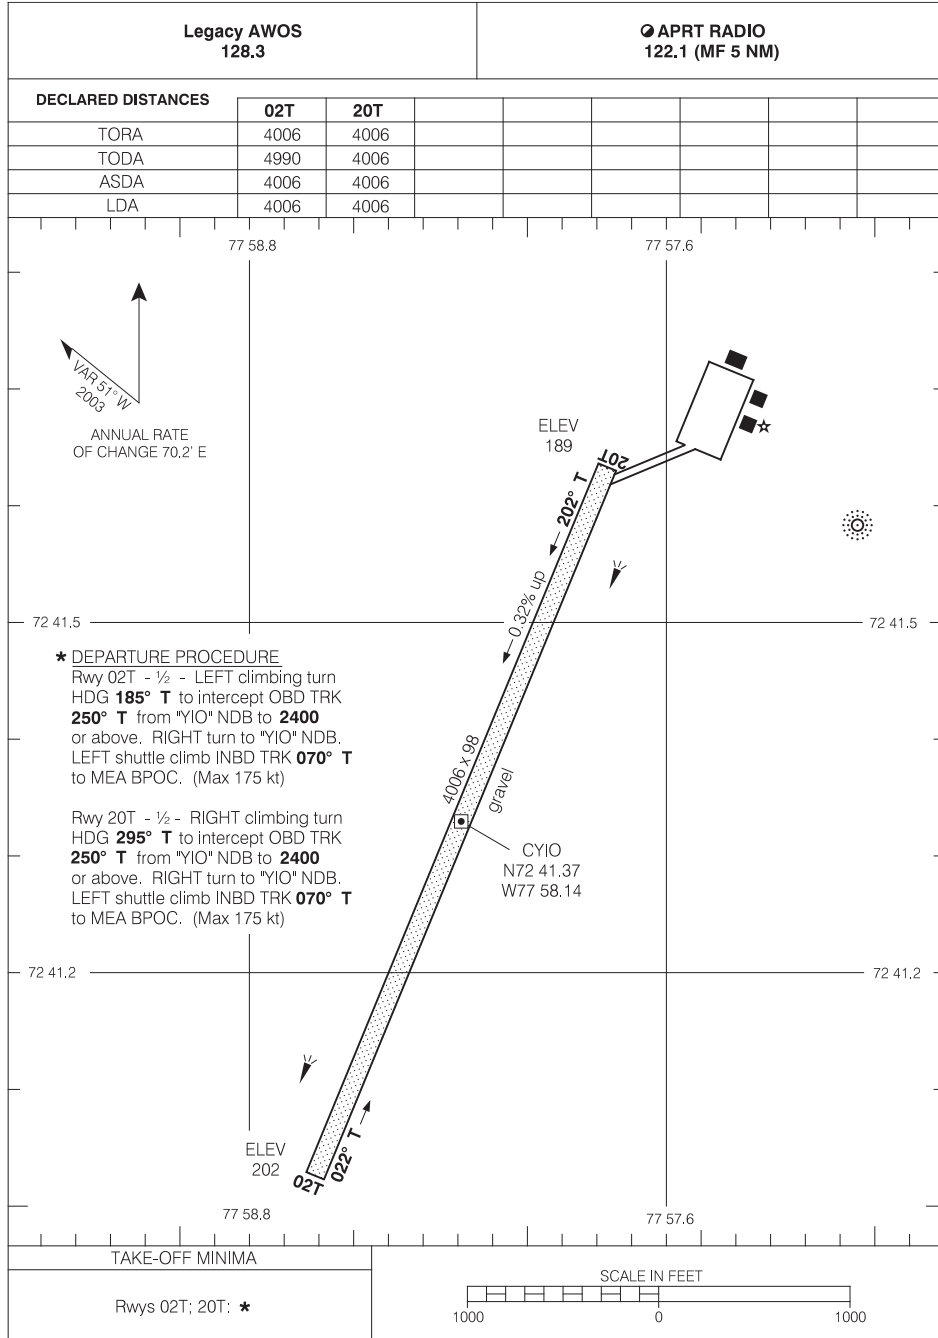 Legacy AWOS
128.3
APRT RADIO
122.1 (MF 5 NM)
DECLARED DISTANCES
02T 20T
TORA 4006 4006
TODA 4990 4006
ASDA 4006 4006
LDA 4006 4006
77 58.8 77 57.6
VAR 51° W
2003
ANNUAL RATE
OF CHANGE 70.2' E
ELEV
189
20T
202° T
0.32% up
72 41.5 72 41.5
* DEPARTURE PROCEDURE
Rwy 02T - ½ - LEFT climbing turn
HDG 185° T to intercept OBD TRK
250° T from "YIO" NDB to 2400
or above. RIGHT turn to "YIO" NDB.
LEFT shuttle climb INBD TRK 070° T
to MEA BPOC. (Max 175 kt)
Rwy 20T - ½ - RIGHT climbing turn
HDG 295° T to intercept OBD TRK
250° T from "YIO" NDB to 2400
or above. RIGHT turn to "YIO" NDB.
LEFT shuttle climb INBD TRK 070° T
to MEA BPOC. (Max 175 kt)
4006 x 98
gravel
CYIO
N72 41.37
W77 58.14
72 41.2 72 41.2
ELEV
202
022° T
02T
77 58.8 77 57.6
TAKE-OFF MINIMA
Rwys 02T; 20T: *
SCALE IN FEET
1000 0 1000